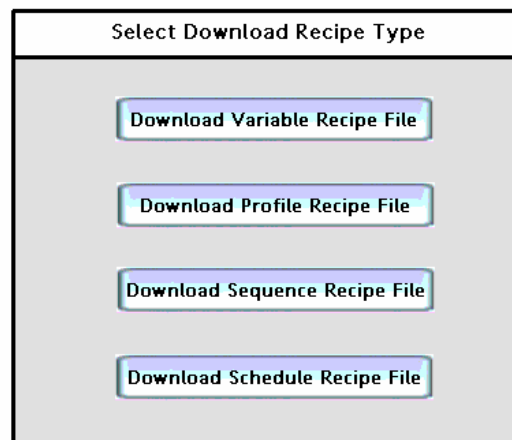 Select Download Recipe Type
Download Variable Recipe File
Download Profile Recipe File
Download Sequence Recipe File
Download Schedule Recipe File